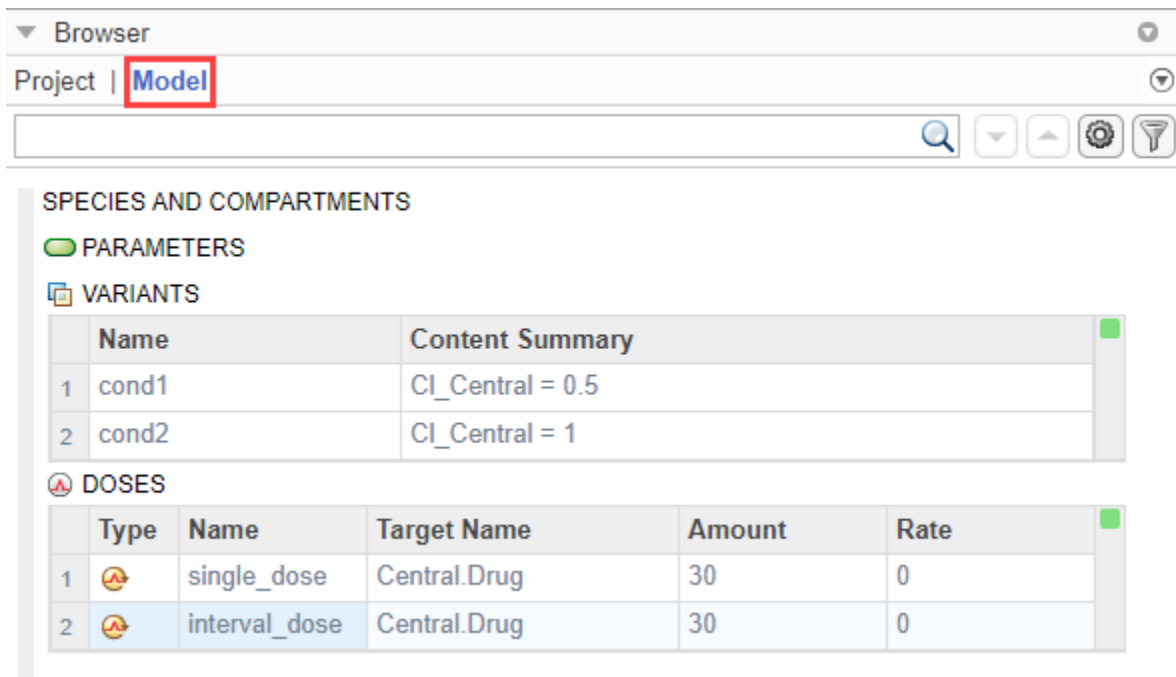 Browser
Project | Model
SPECIES AND COMPARTMENTS
PARAMETERS
VARIANTS
Name Content Summary
1 cond1 Cl_Central = 0.5
2 cond2 Cl_Central = 1
DOSES
Type Name Target Name Amount Rate
1 single_dose Central.Drug 30 0
2 interval_dose Central.Drug 30 0